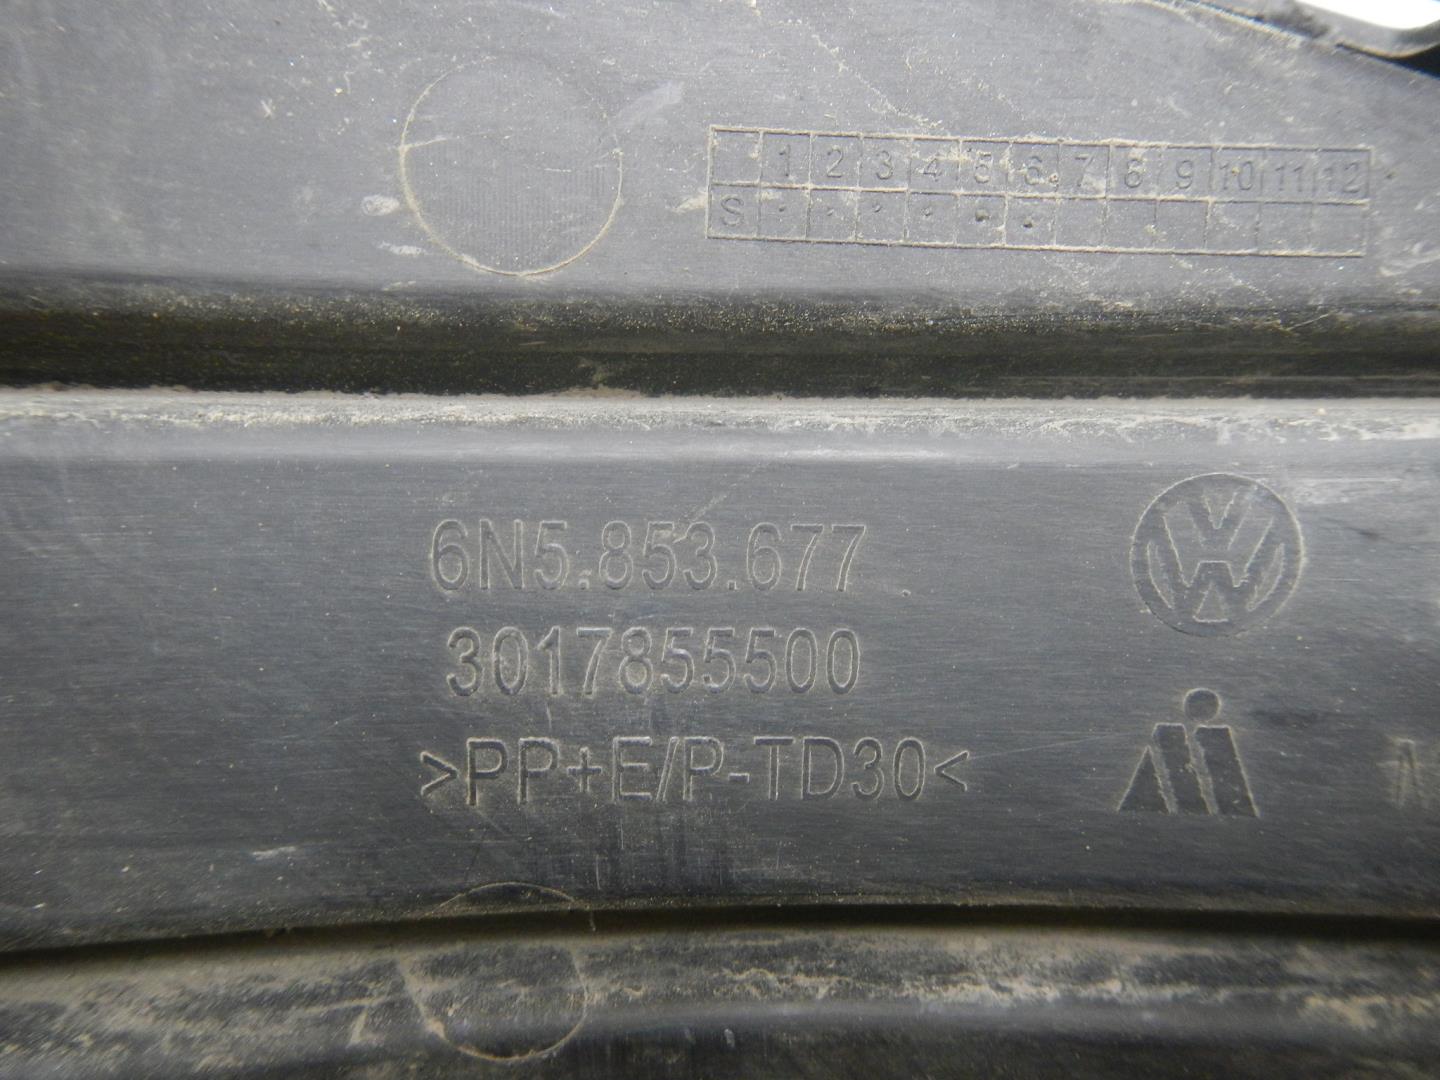 1 2 3 4 5 6 7 8 9 10 11 12
S
6N5.853.677
3017855500
>PP+E/P-TD30<